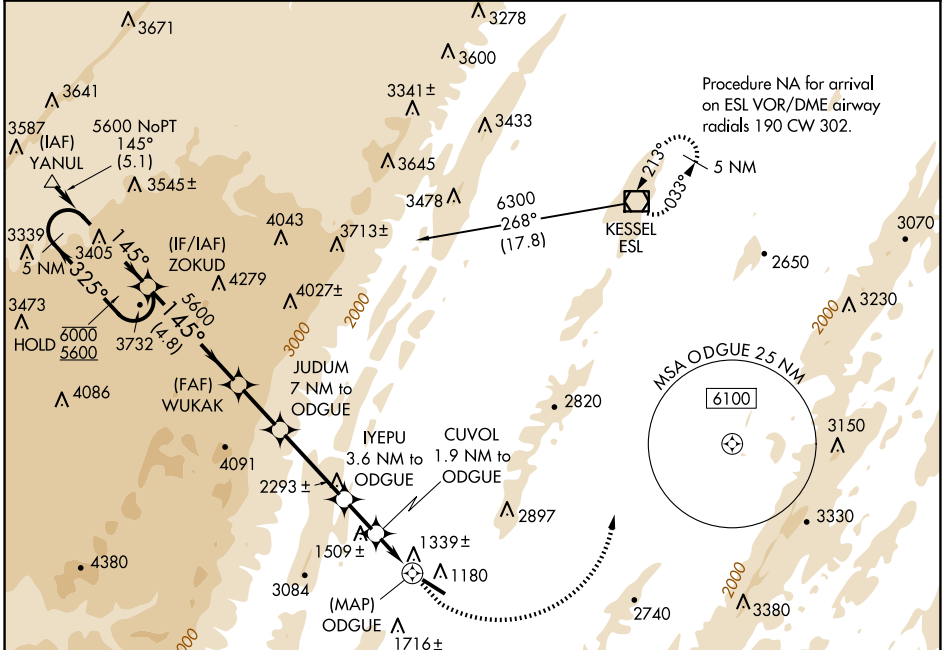 3671
3278
3600
3641
3341 ±
3433
Procedure NA for arrival
on ESL VOR/DME airway
radials 190 CW 302.
3587
(IAF)
YANUL
5600 NoPT
145°
(5.1)
3545 ±
3645
3478
213°
033°
5 NM
KESSEL
ESL
6300
268°
(17.8)
3070
2650
3339
5 NM
3405
145°
325°
(IF/IAF)
ZOKUD
4043
3713 ±
4279
4027 ±
3230
2000
3473
HOLD
6000
5600
3732
5600
145°
(4.8)
3000
2000
MSA ODGUE 25 NM
6100
4086
(FAF)
WUKAK
JUDUM
7 NM to
ODGUE
2820
3150
4091
IYEPU
3.6 NM to
ODGUE
CUVOL
1.9 NM to
ODGUE
2293 ±
2897
3330
1509 ±
1339 ±
4380
3084
1180
(MAP)
ODGUE
2740
2000
3380
1716 ±
000